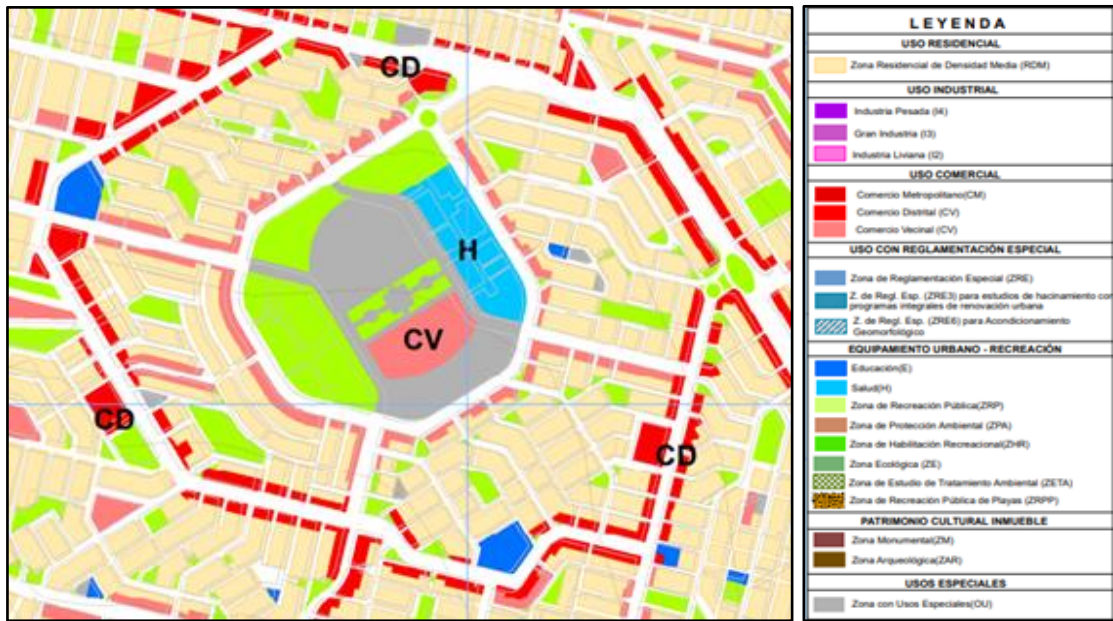 CD
H
CV
CD
CD
LEYENDA
USO RESIDENCIAL
Zona Residencial de Densidad Media (RDM)
USO INDUSTRIAL
Industria Pesada (I4)
Gran Industria (I3)
Industria Liviana (I2)
USO COMERCIAL
Comercio Metropolitano(CM)
Comercio Distrital (CV)
Comercio Vecinal (CV)
USO CON REGLAMENTACIÓN ESPECIAL
Zona de Reglamentación Especial (ZRE)
Z. de Regl. Esp. (ZRE3) para estudios de hacinamiento con
programas integrales de renovación urbana
Z. de Regl. Esp. (ZRE6) para Acondicionamiento
Geomorfológico
EQUIPAMIENTO URBANO - RECREACIÓN
Educación(E)
Salud(H)
Zona de Recreación Pública(ZRP)
Zona de Protección Ambiental (ZPA)
Zona de Habilitación Recreacional(ZHR)
Zona Ecológica (ZE)
Zona de Estudio de Tratamiento Ambiental (ZETA)
Zona de Recreación Pública de Playas (ZRPP)
PATRIMONIO CULTURAL INMUEBLE
Zona Monumental(ZM)
Zona Arqueológica(ZAR)
USOS ESPECIALES
Zona con Usos Especiales(OU)